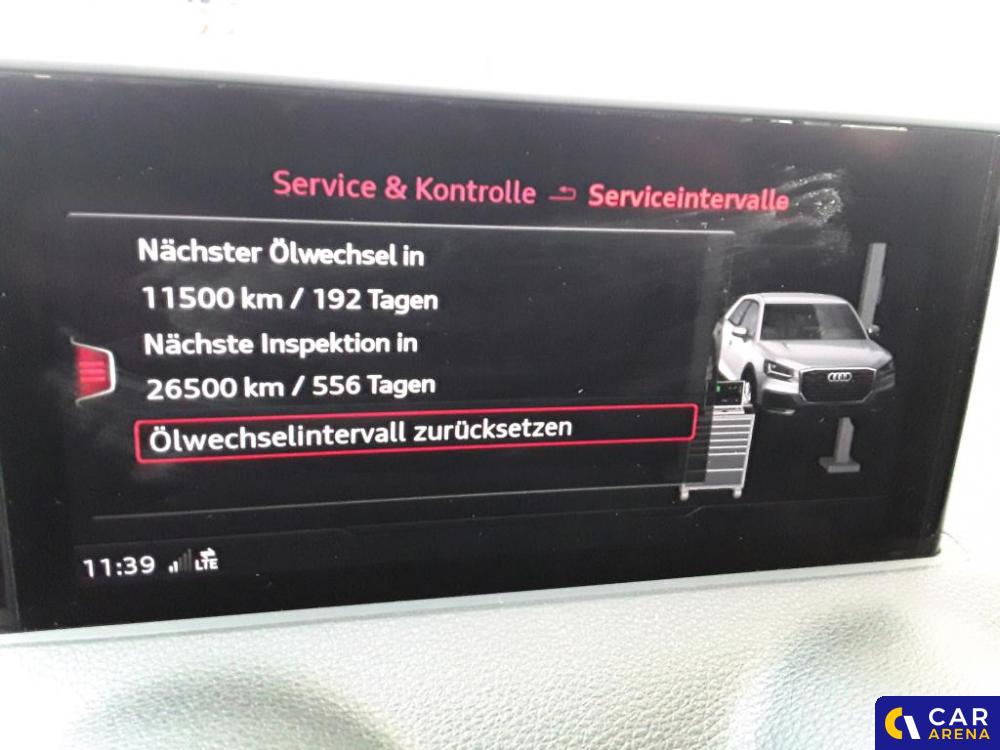 Service & Kontrolle Serviceintervalle
Nächster Ölwechsel in
11500 km / 192 Tagen
Nächste Inspektion in
26500 km / 556 Tagen
Ölwechselintervall zurücksetzen
11:39 LTE
CAR
ARENA